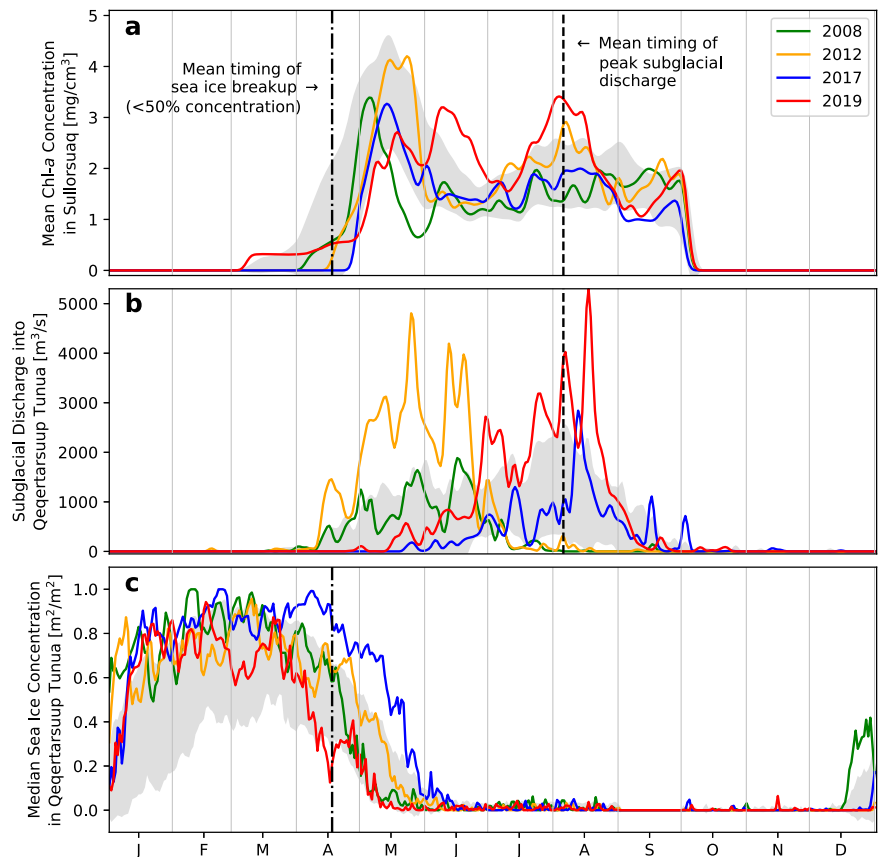 a
Mean timing of
sea ice breakup →
(<50% concentration)
← Mean timing of
peak subglacial
discharge
2008
2012
2017
2019
Mean Chl-a Concentration
in Sullorsuaq [mg/cm³]
5
4
3
2
1
0
b
Subglacial Discharge into
Qeqertarsuup Tunua [m³/s]
5000
4000
3000
2000
1000
0
c
Median Sea Ice Concentration
in Qeqertarsuup Tunua [m²/m²]
1.0
0.8
0.6
0.4
0.2
0.0
J F M A M J J A S O N D